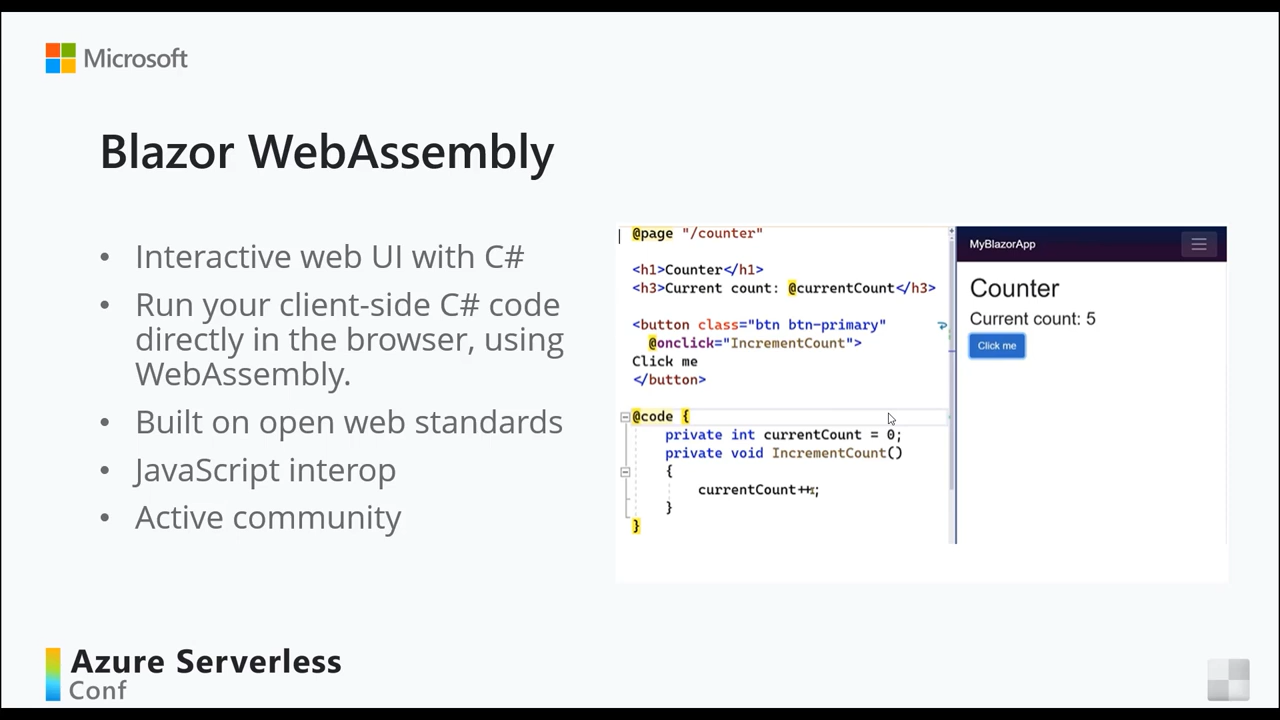 Microsoft
Blazor WebAssembly
• Interactive web UI with C#
• Run your client-side C# code
directly in the browser, using
WebAssembly.
• Built on open web standards
• JavaScript interop
• Active community
@page "/counter"
<h1>Counter</h1>
<h3>Current count: @currentCount</h3>
<button class="btn btn-primary"
@onclick="IncrementCount">
Click me
</button>
@code {
private int currentCount = 0;
private void IncrementCount()
{
currentCount++;
}
}
MyBlazorApp
Counter
Current count: 5
Click me
Azure Serverless
Conf